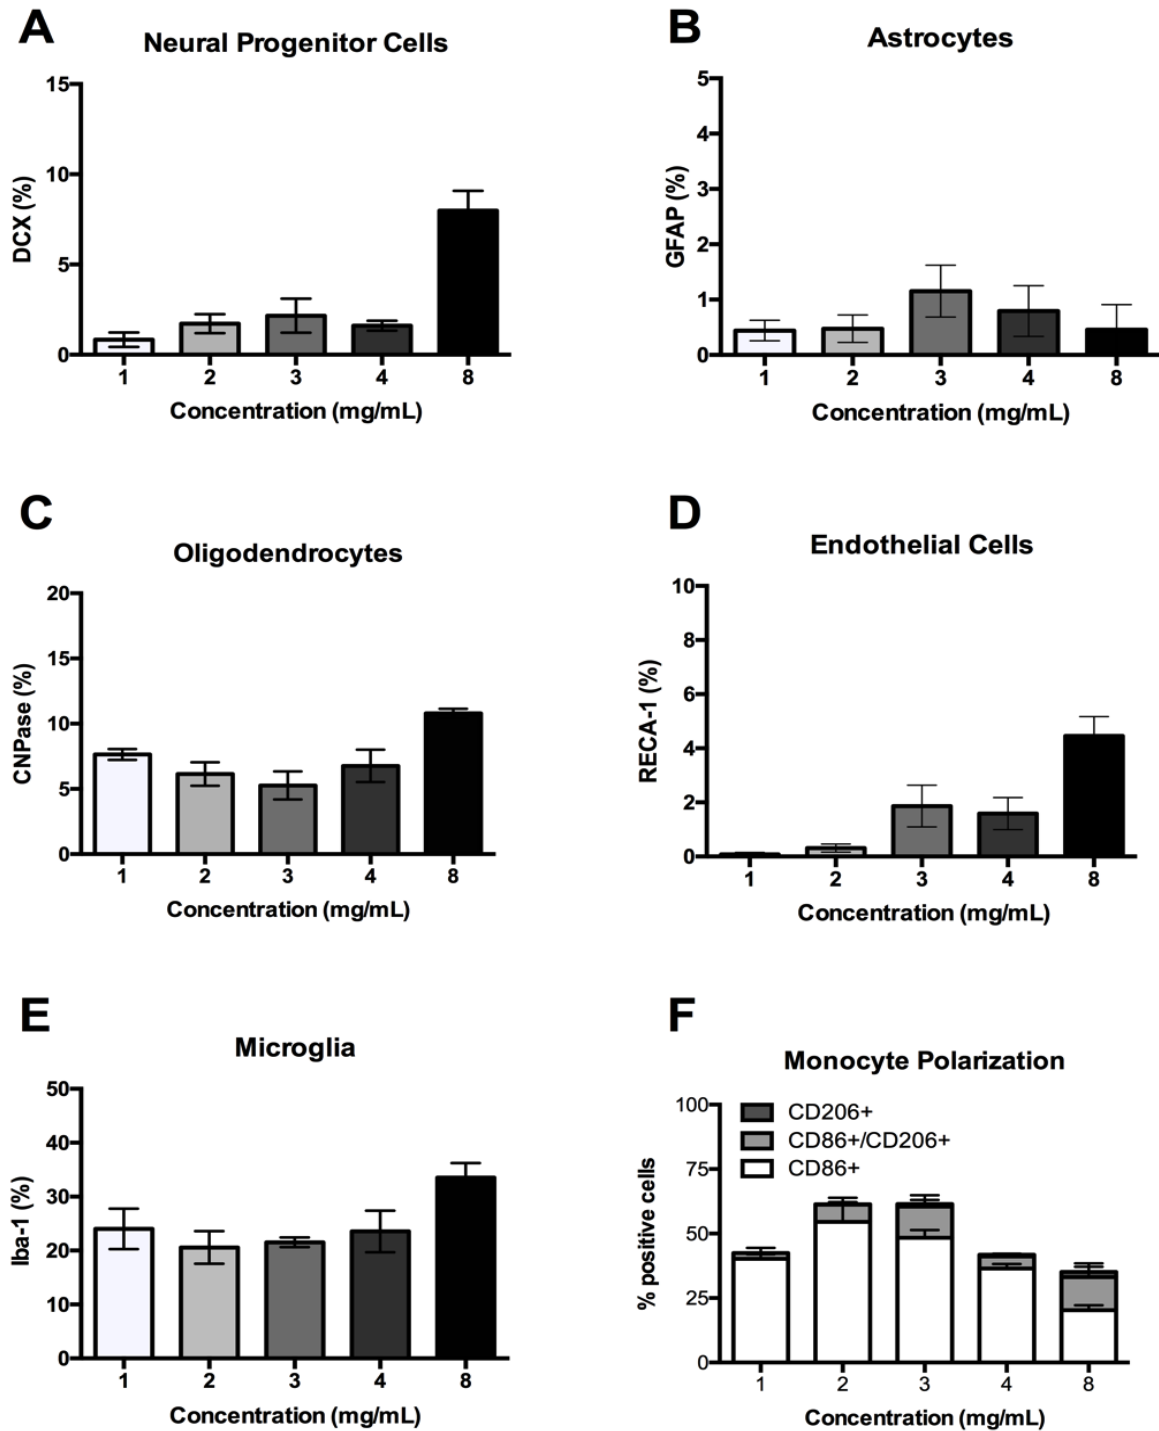 A
Neural Progenitor Cells
DCX (%)
15
10
5
0
1 2 3 4 8
Concentration (mg/mL)
B
Astrocytes
GFAP (%)
5
4
3
2
1
0
1 2 3 4 8
Concentration (mg/mL)
C
Oligodendrocytes
CNPase (%)
20
15
10
5
0
1 2 3 4 8
Concentration (mg/mL)
D
Endothelial Cells
RECA-1 (%)
10
8
6
4
2
0
1 2 3 4 8
Concentration (mg/mL)
E
Microglia
Iba-1 (%)
50
40
30
20
10
0
1 2 3 4 8
Concentration (mg/mL)
F
Monocyte Polarization
% positive cells
100
75
50
25
0
CD206+
CD86+/CD206+
CD86+
1 2 3 4 8
Concentration (mg/mL)